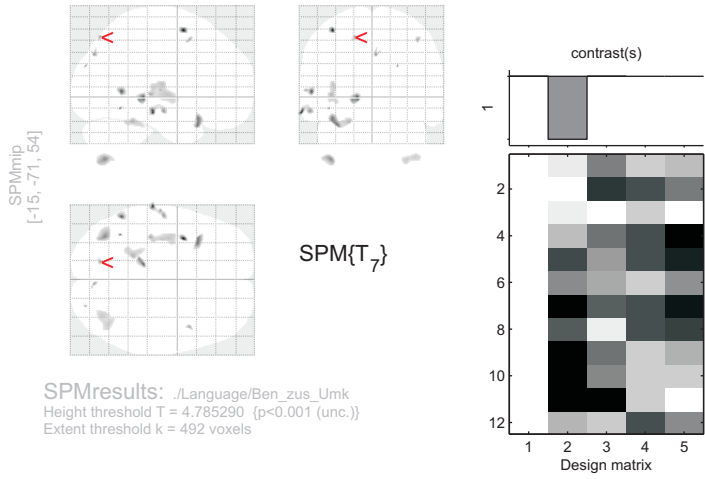 contrast(s)
1
SPMmip
[-15, -71, 54]
<
<
<
SPM{T7}
2
4
6
8
10
12
1 2 3 4 5
Design matrix
SPMresults: ./Language/Ben_zus_Umk
Height threshold T = 4.785290 {p<0.001 (unc.)}
Extent threshold k = 492 voxels